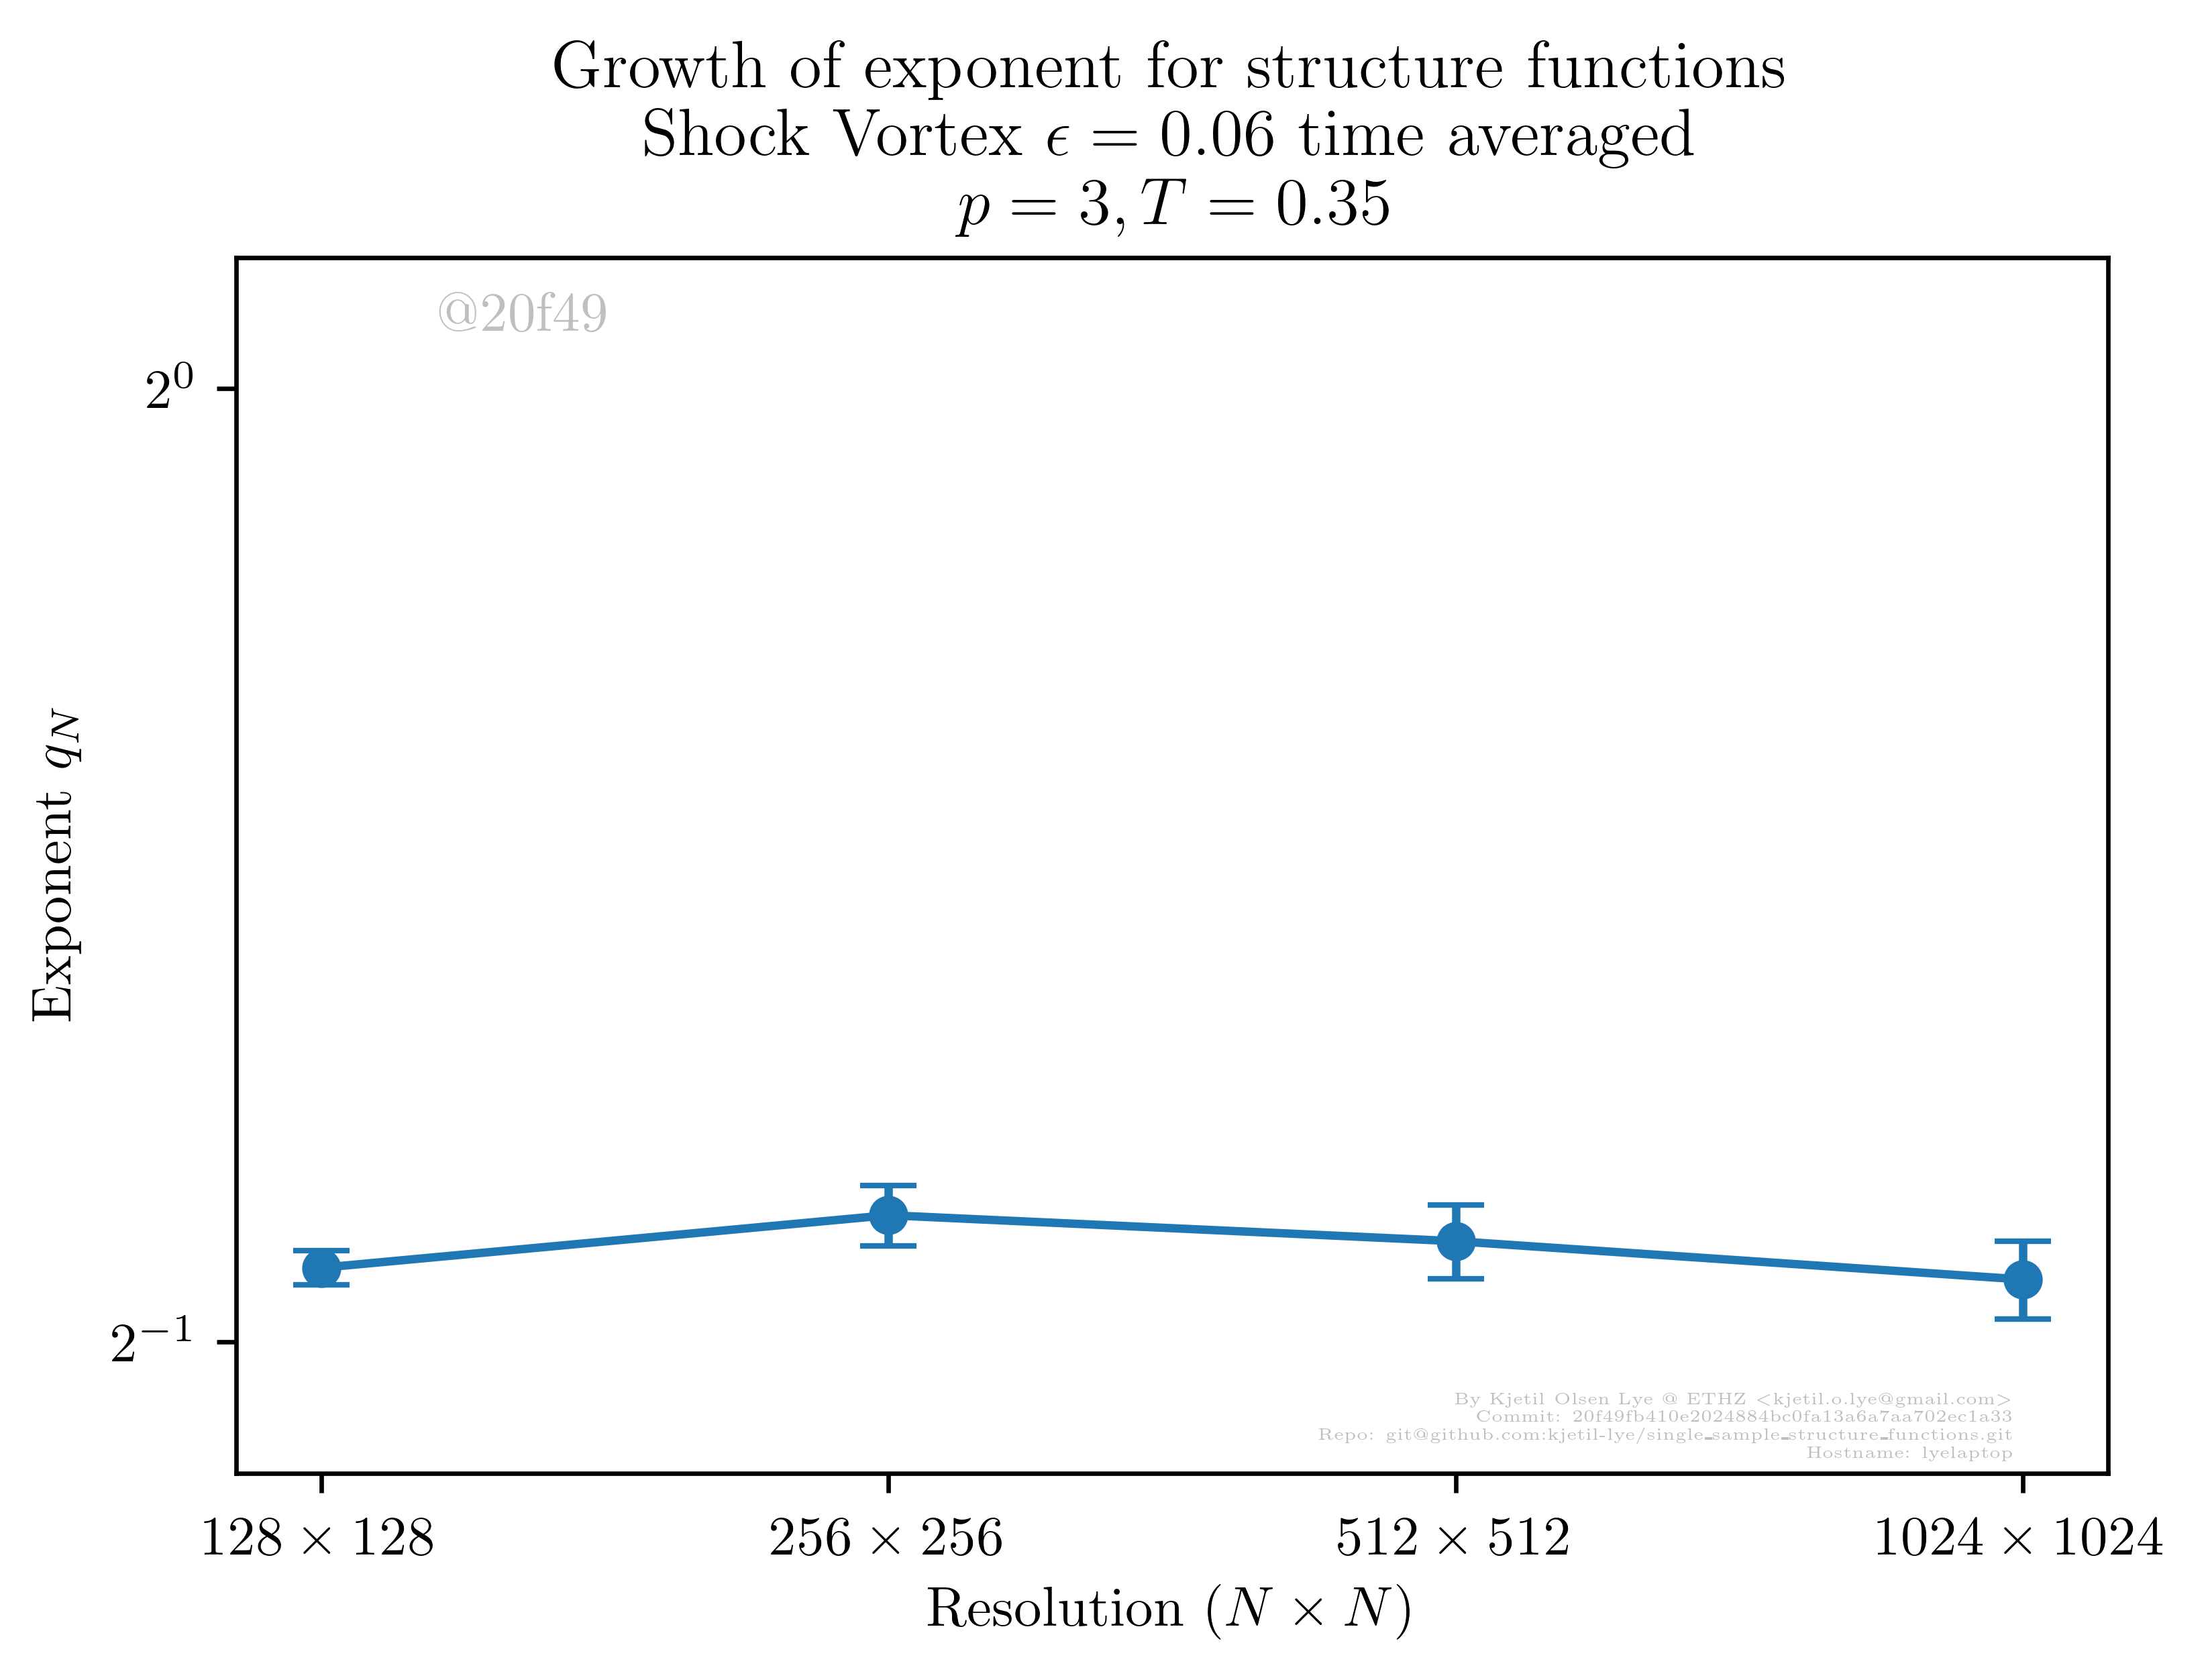 Growth of exponent for structure functions
Shock Vortex ϵ = 0.06 time averaged
p = 3, T = 0.35
@20f49
2⁰
Exponent q_N
2⁻¹
By Kjetil Olsen Lye @ ETHZ <kjetil.o.lye@gmail.com>
Commit: 20f49fb410e2024884bc0fa13a6a7aa702ec1a33
Repo: git@github.com:kjetil-lye/single_sample_structure_functions.git
Hostname: lyelaptop
128 × 128 256 × 256 512 × 512 1024 × 1024
Resolution (N × N)